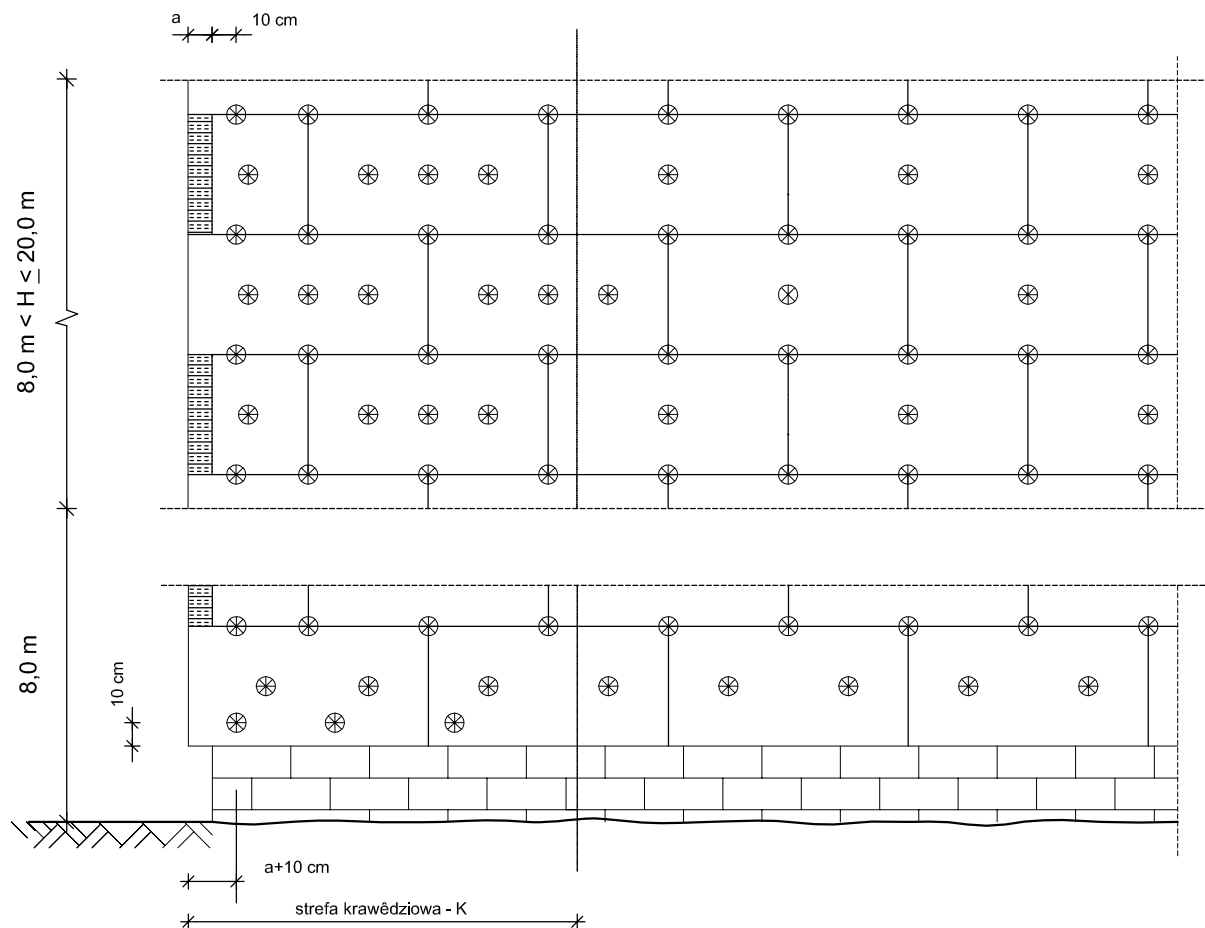 a
10 cm
8,0 m < H ≤ 20,0 m
8,0 m
10 cm
a+10 cm
strefa krawêdziowa - K